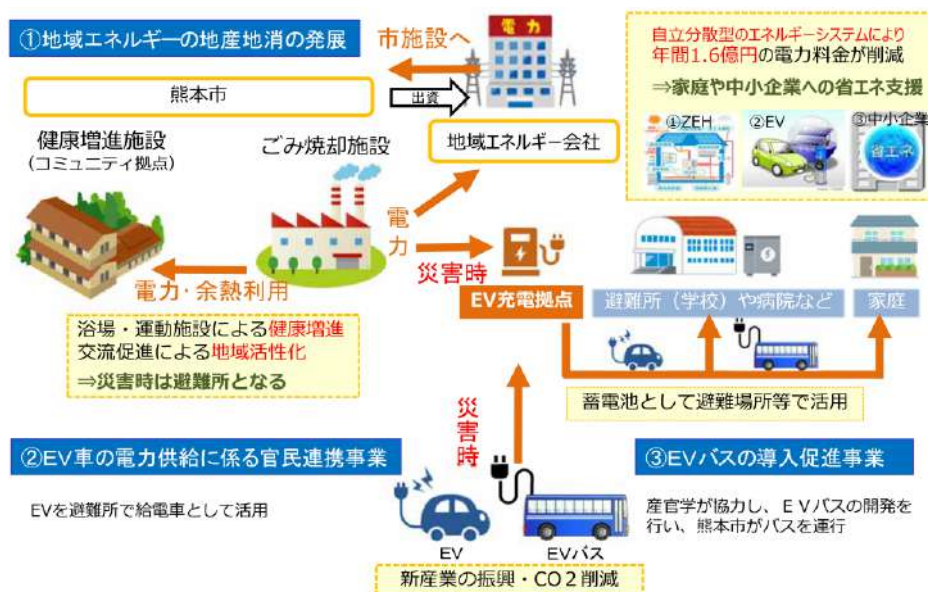 ①地域エネルギーの地産地消の発展
市施設へ
電力
熊本市
出資
地域エネルギー会社
自立分散型のエネルギーシステムにより
年間1.6億円の電力料金が削減
⇒家庭や中小企業への省エネ支援
①ZEH
②EV
③中小企業
省エネ
健康増進施設
(コミュニティ拠点)
ごみ焼却施設
電力
災害時
電力・余熱利用
EV充電拠点
避難所（学校）や病院など
家庭
浴場・運動施設による健康増進
交流促進による地域活性化
⇒災害時は避難所となる
蓄電池として避難場所等で活用
災害時
②EV車の電力供給に係る官民連携事業
EVを避難所で給電車として活用
③EVバスの導入促進事業
産官学が協力し、ＥＶバスの開発を
行い、熊本市がバスを運行
EV
EVバス
新産業の振興・CO２削減